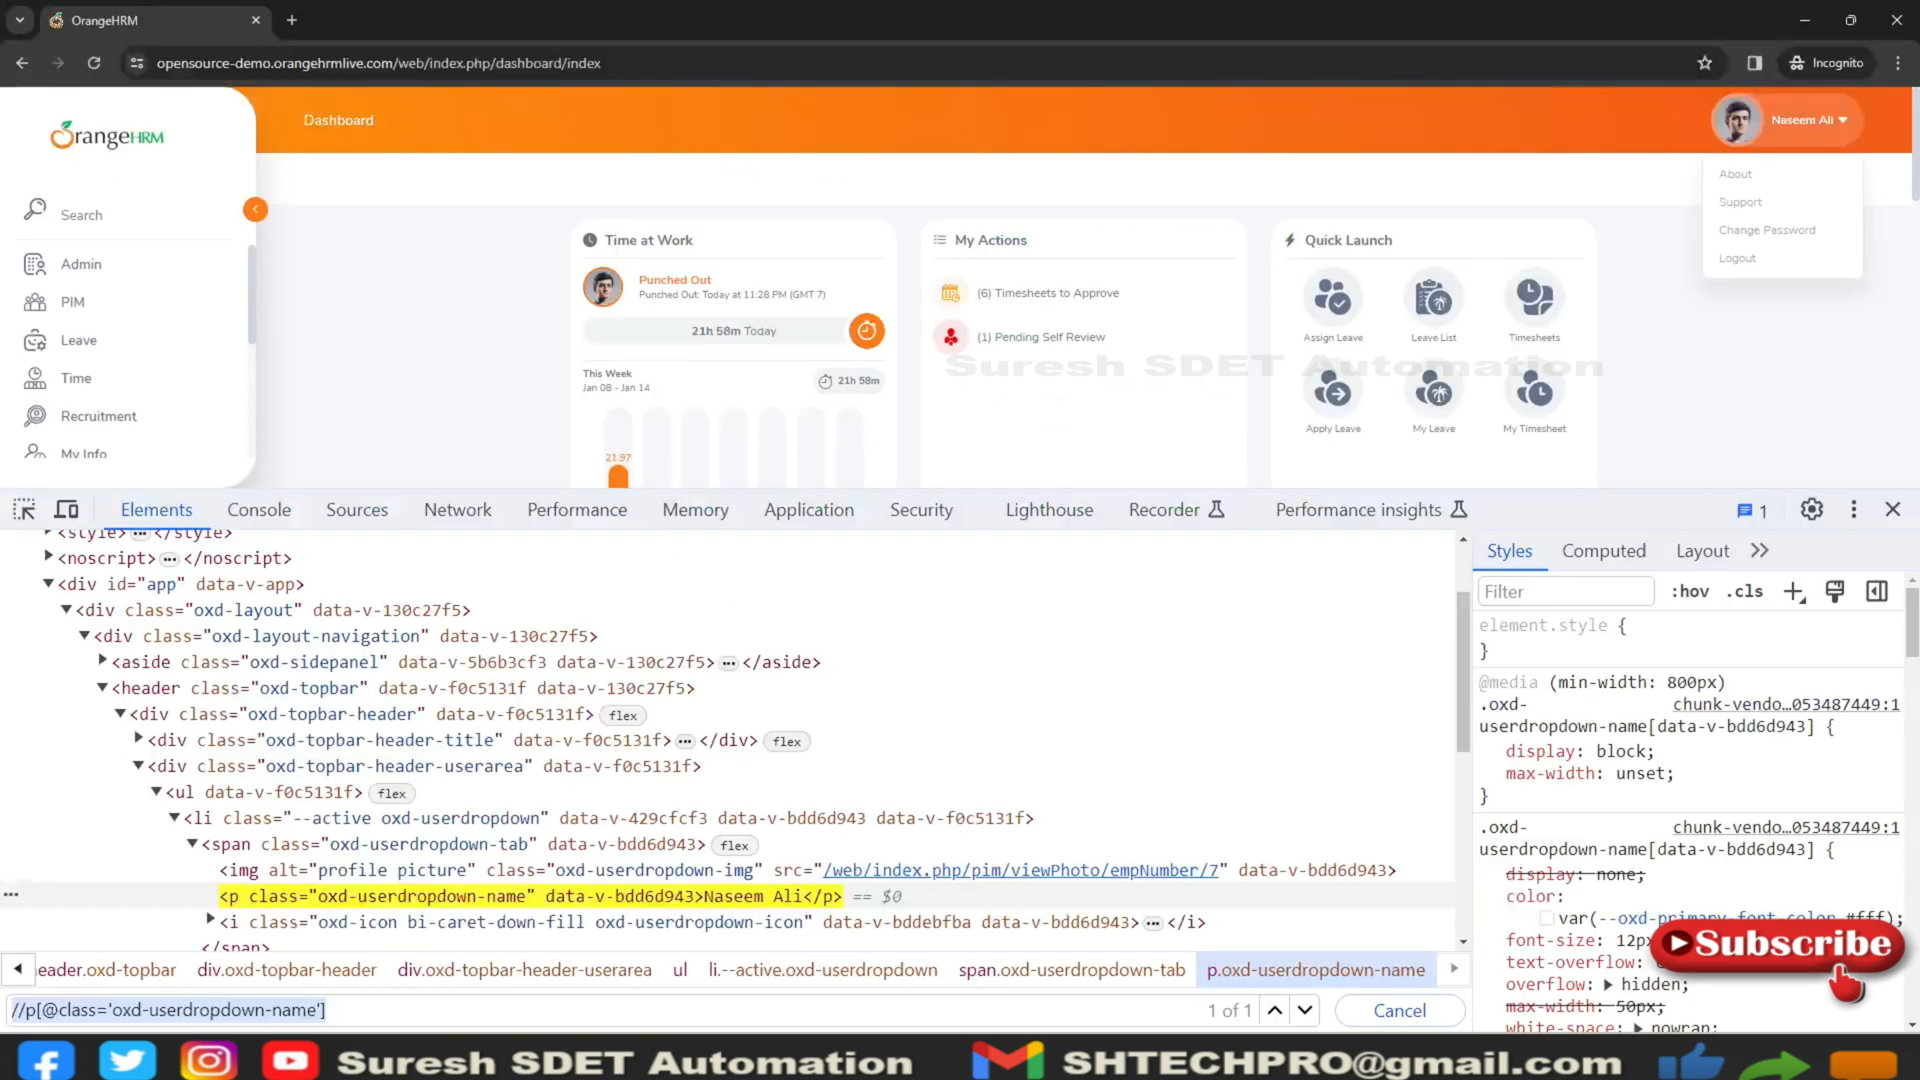 OrangeHRM
opensource-demo.orangehrmlive.com/web/index.php/dashboard/index
Incognito
OrangeHRM
Dashboard
Naseem Ali
About
Support
Change Password
Logout
Search
Admin
PIM
Leave
Time
Recruitment
My Info
Time at Work
Punched Out
Punched Out: Today at 11:28 PM (GMT 7)
21h 58m Today
This Week
Jan 08 - Jan 14
21h 58m
21.97
My Actions
(6) Timesheets to Approve
(1) Pending Self Review
Quick Launch
Assign Leave
Leave List
Timesheets
Apply Leave
My Leave
My Timesheet
Suresh SDET Automation
Elements Console Sources Network Performance Memory Application Security Lighthouse Recorder Performance insights 1
<style> … </style>
<noscript> … </noscript>
<div id="app" data-v-app>
<div class="oxd-layout" data-v-130c27f5>
<div class="oxd-layout-navigation" data-v-130c27f5>
<aside class="oxd-sidepanel" data-v-5b6b3cf3 data-v-130c27f5> … </aside>
<header class="oxd-topbar" data-v-f0c5131f data-v-130c27f5>
<div class="oxd-topbar-header" data-v-f0c5131f> flex
<div class="oxd-topbar-header-title" data-v-f0c5131f> … </div> flex
<div class="oxd-topbar-header-userarea" data-v-f0c5131f>
<ul data-v-f0c5131f> flex
<li class="--active oxd-userdropdown" data-v-429cfcf3 data-v-bdd6d943 data-v-f0c5131f>
<span class="oxd-userdropdown-tab" data-v-bdd6d943> flex
<img alt="profile picture" class="oxd-userdropdown-img" src="/web/index.php/pim/viewPhoto/empNumber/7" data-v-bdd6d943>
… <p class="oxd-userdropdown-name" data-v-bdd6d943>Naseem Ali</p> == $0
<i class="oxd-icon bi-caret-down-fill oxd-userdropdown-icon" data-v-bddebfba data-v-bdd6d943> … </i>
</span>
eader.oxd-topbar div.oxd-topbar-header div.oxd-topbar-header-userarea ul li.--active.oxd-userdropdown span.oxd-userdropdown-tab p.oxd-userdropdown-name
//p[@class='oxd-userdropdown-name'] 1 of 1 Cancel
Styles Computed Layout
Filter :hov .cls
element.style {
}
@media (min-width: 800px)
.oxd- chunk-vendo…053487449:1
userdropdown-name[data-v-bdd6d943] {
display: block;
max-width: unset;
}
.oxd- chunk-vendo…053487449:1
userdropdown-name[data-v-bdd6d943] {
display: none;
color:
var(--oxd-primary-font-color,#fff);
font-size: 12px
text-overflow:
overflow: hidden;
max-width: 50px;
white-space: nowrap;
Subscribe
Suresh SDET Automation SHTECHPRO@gmail.com